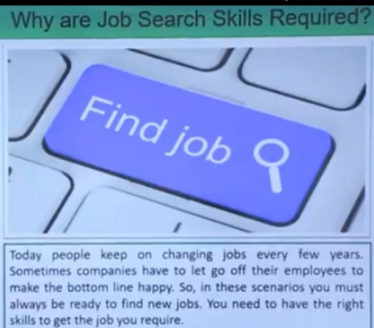 Why are Job Search Skills Required?
Find job
Today people keep on changing jobs every few years.
Sometimes companies have to let go off their employees to
make the bottom line happy. So, in these scenarios you must
always be ready to find new jobs. You need to have the right
skills to get the job you require.